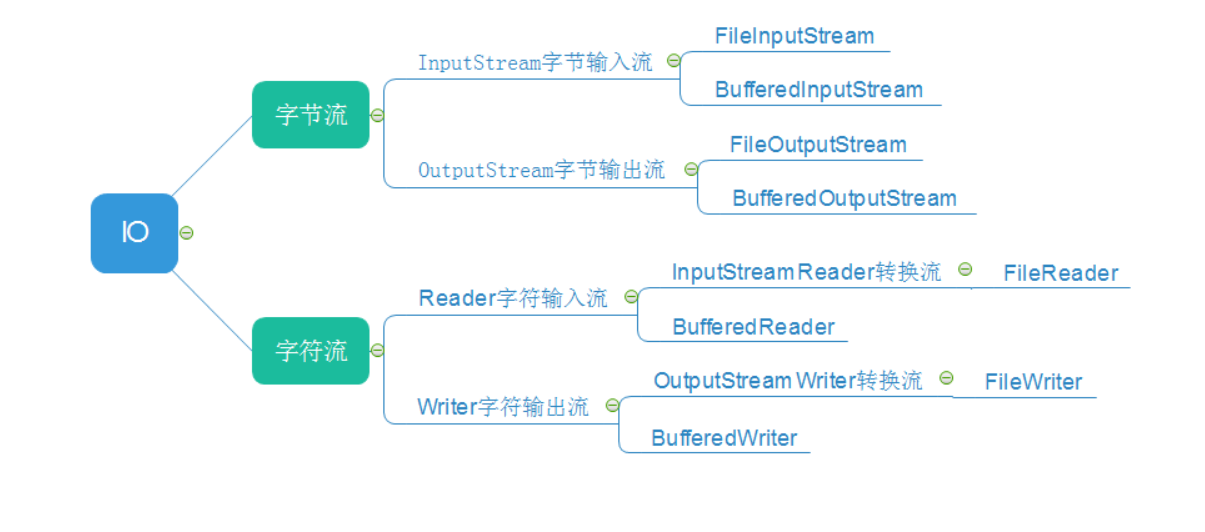 IO
字节流
InputStream字节输入流
FileInputStream
BufferedInputStream
OutputStream字节输出流
FileOutputStream
BufferedOutputStream
字符流
Reader字符输入流
InputStreamReader转换流
FileReader
BufferedReader
Writer字符输出流
OutputStreamWriter转换流
FileWriter
BufferedWriter